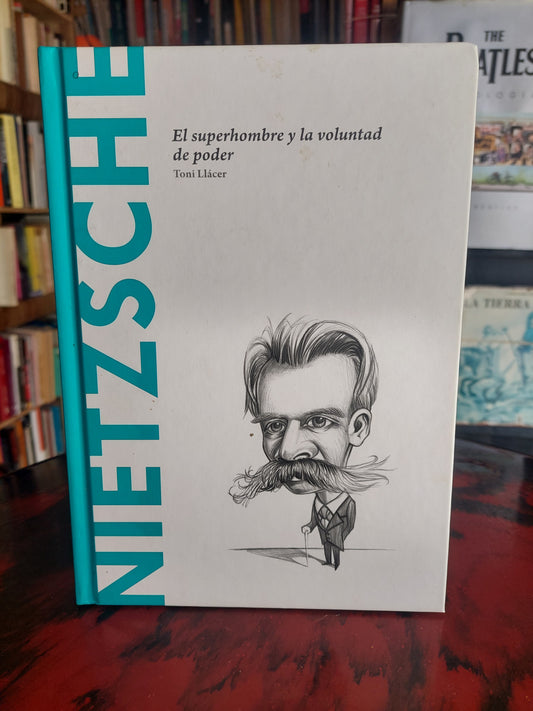 NIETZSCHE
El superhombre y la voluntad
de poder
Toni Llácer
THE
BEATLES
LA TIERRA